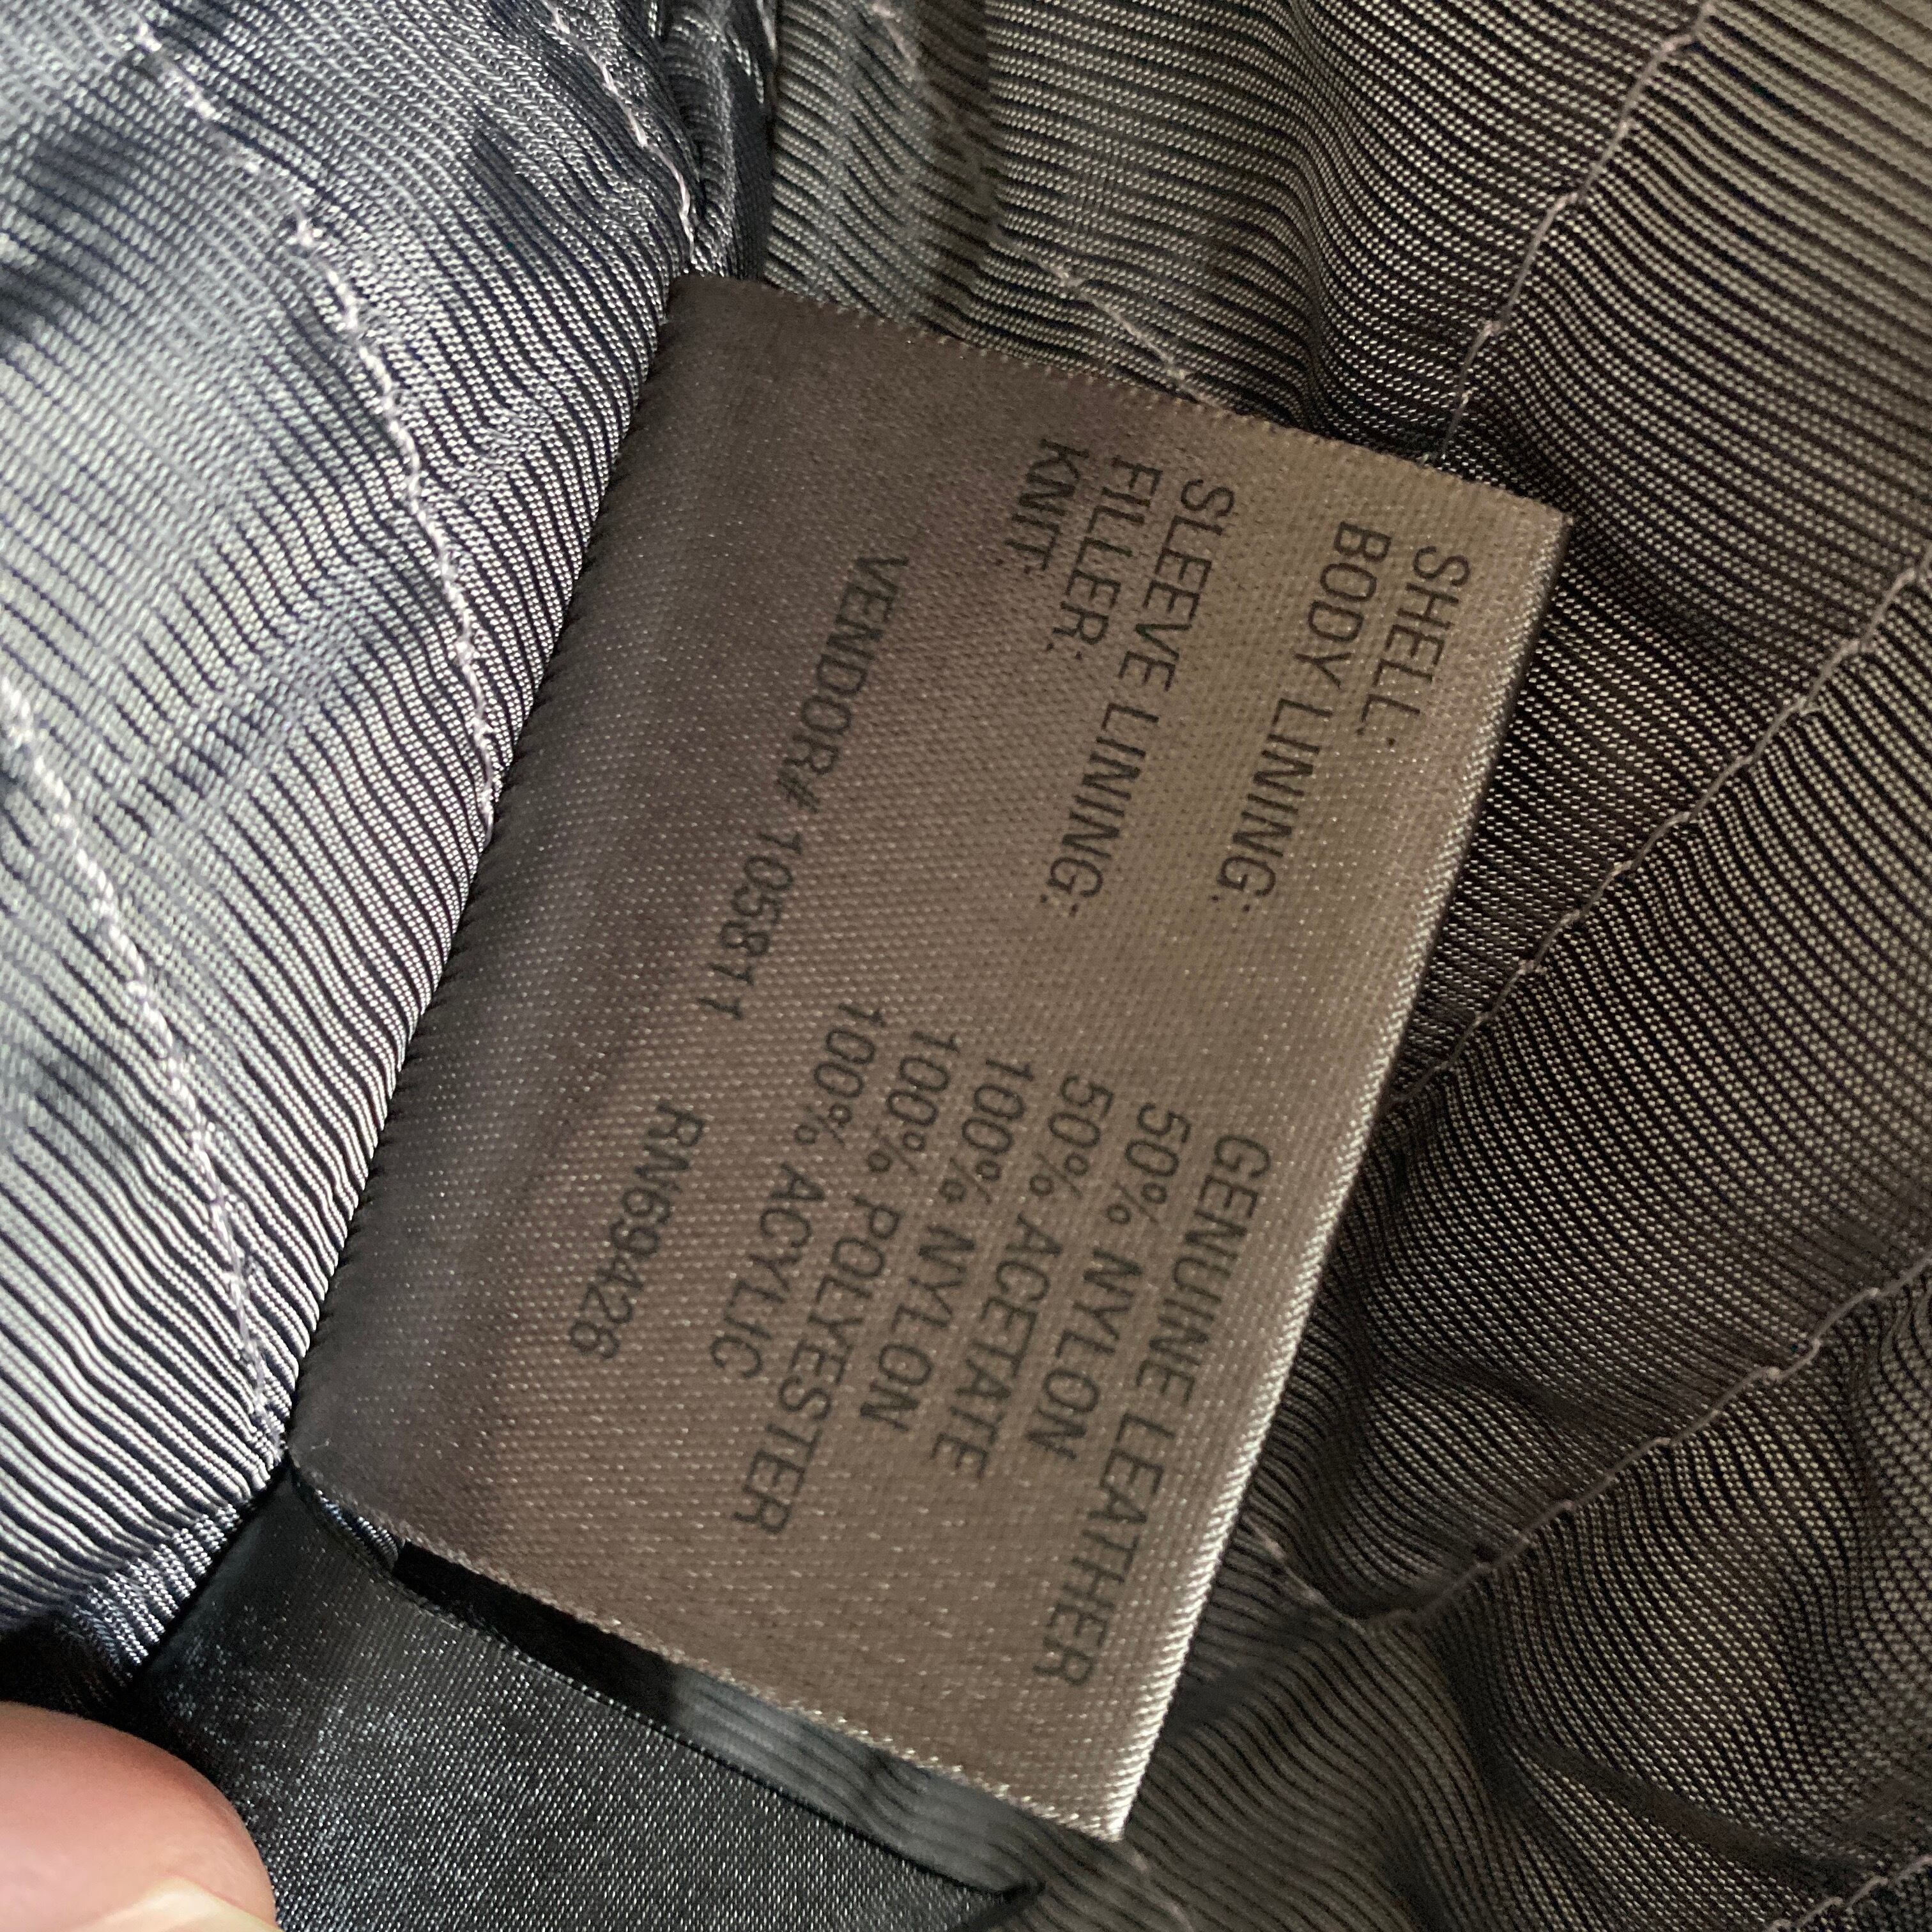 SHELL: GENUINE LEATHER
BODY LINING: 50% NYLON
50% ACETATE
SLEEVE LINING: 100% NYLON
FILLER: 100% POLYESTER
KNIT: 100% ACYLIC
VENDOR# 105811 RN69426